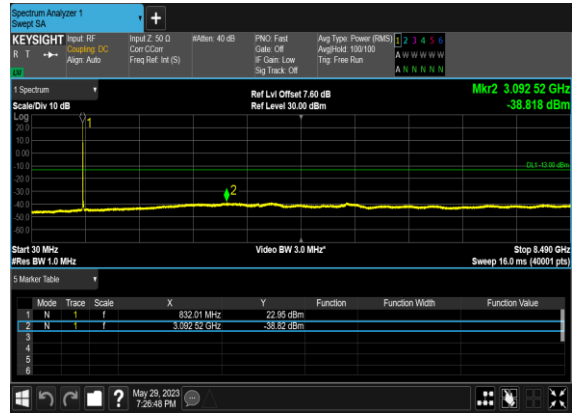 Spectrum Analyzer 1
Swept SA
+
KEYSIGHT Input: RF Input Z: 50 Ω #Atten: 40 dB PNO: Fast Avg Type: Power (RMS) 1 2 3 4 5 6
R T Coupling: DC Corr CCorr Gate: Off Avg|Hold: 100/100 A W W W W W
Align: Auto Freq Ref: Int (S) IF Gain: Low Trig: Free Run
Sig Track: Off A N N N N N
1 Spectrum Ref Lvl Offset 7.60 dB Mkr2 3.092 52 GHz
Scale/Div 10 dB Ref Level 30.00 dBm -38.818 dBm
Log
20.0
10.0
0.00
-10.0
-20.0
-30.0
-40.0
-50.0
-60.0
1
DL1 -13.00 dBm
2
Start 30 MHz Video BW 3.0 MHz* Stop 8.490 GHz
#Res BW 1.0 MHz Sweep 16.0 ms (40001 pts)
5 Marker Table
Mode Trace Scale X Y Function Function Width Function Value
1 N 1 f 832.01 MHz 22.95 dBm
2 N 1 f 3.092 52 GHz -38.82 dBm
3
4
5
6
? May 29, 2023
7:26:48 PM